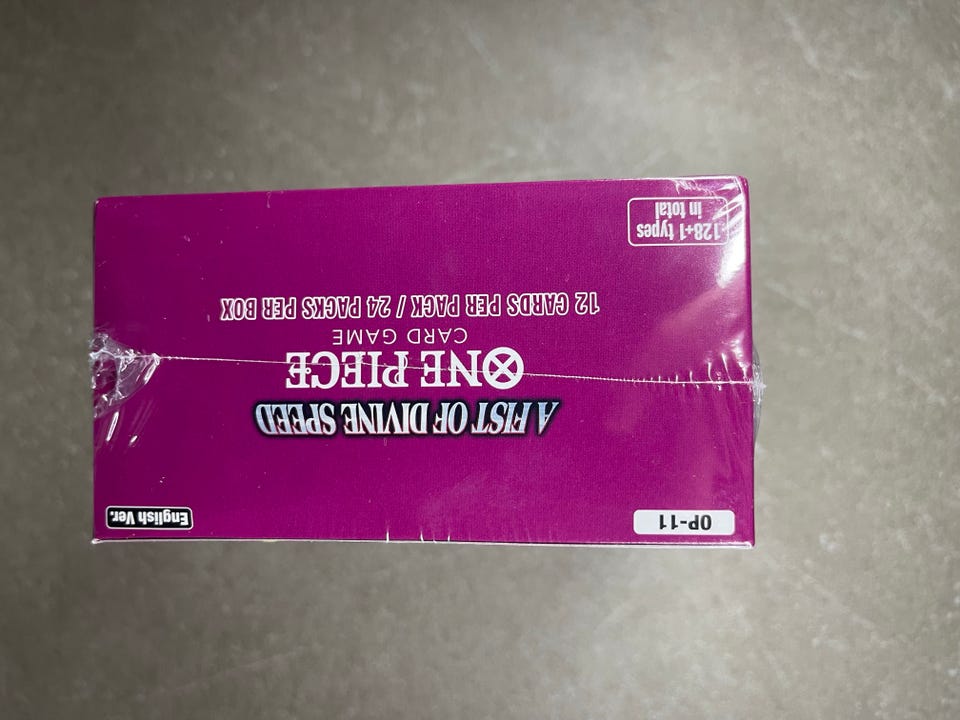 OP-11
English Ver.
A FIST OF DIVINE SPEED
ONE PIECE
CARD GAME
12 CARDS PER PACK / 24 PACKS PER BOX
128+1 types
in total